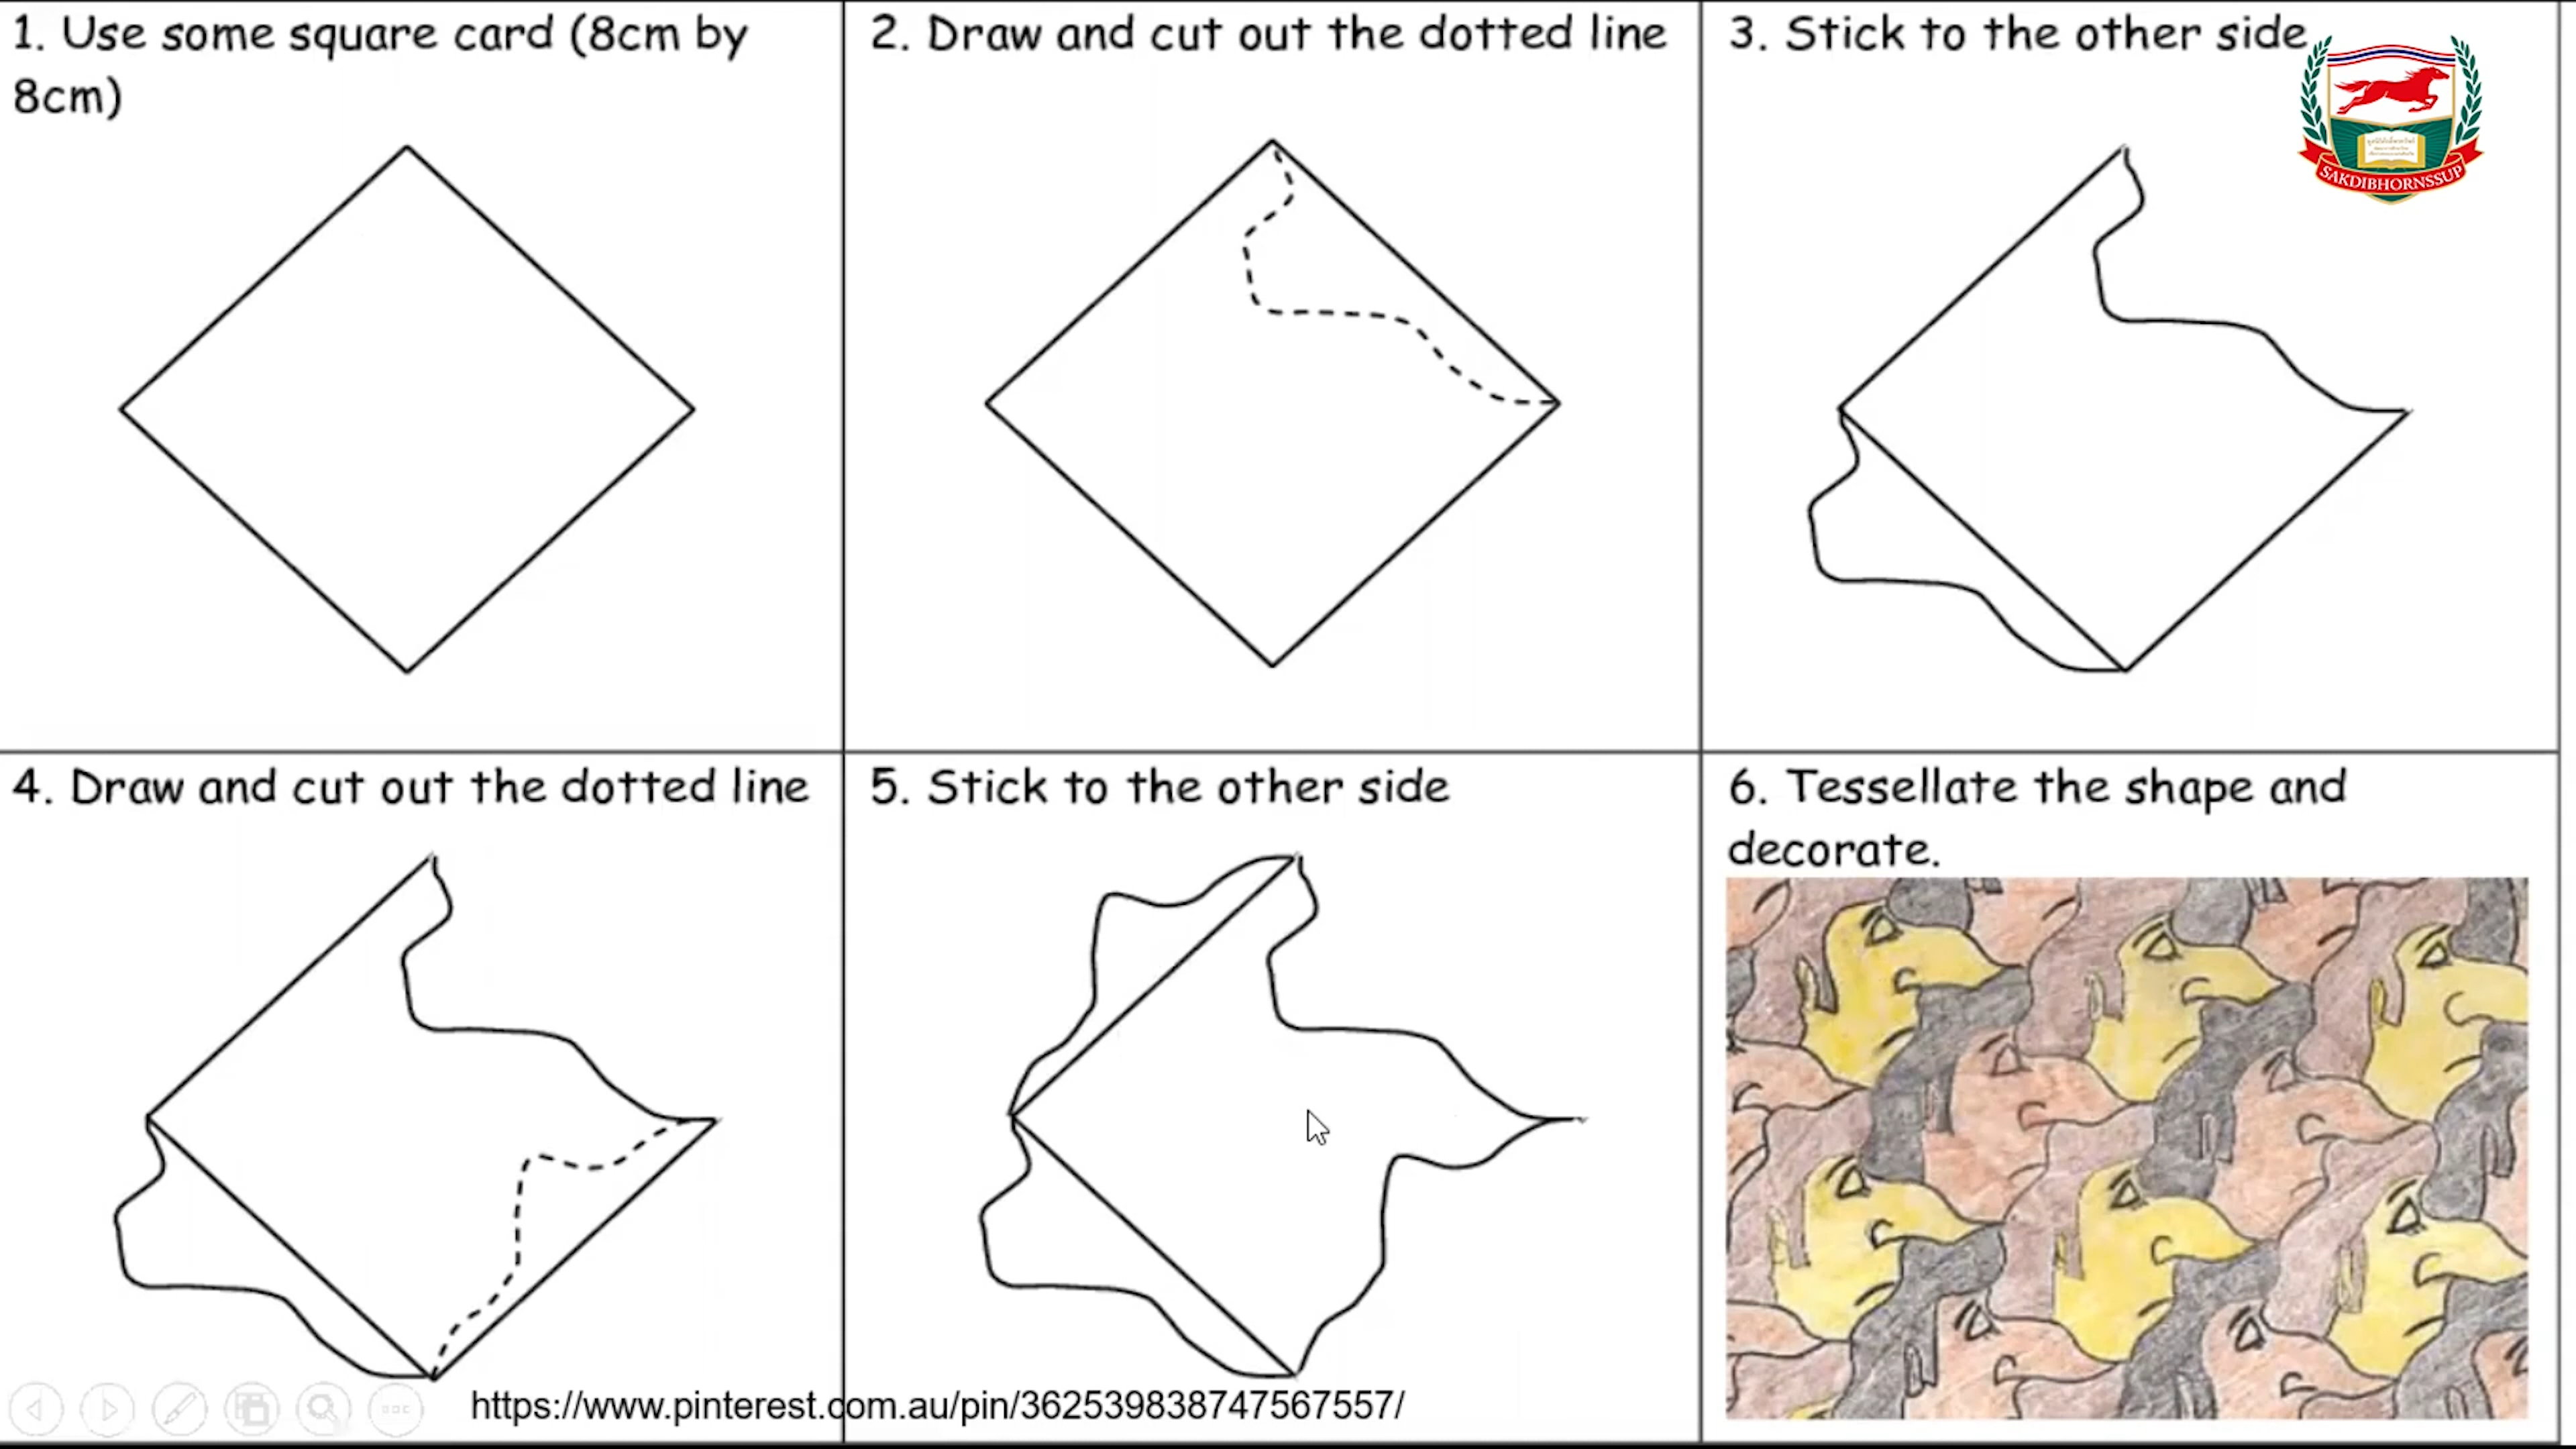 1. Use some square card (8cm by
8cm)
2. Draw and cut out the dotted line
3. Stick to the other side
SAKDIBHORNSSUP
4. Draw and cut out the dotted line
5. Stick to the other side
6. Tessellate the shape and
decorate.
https://www.pinterest.com.au/pin/362539838747567557/